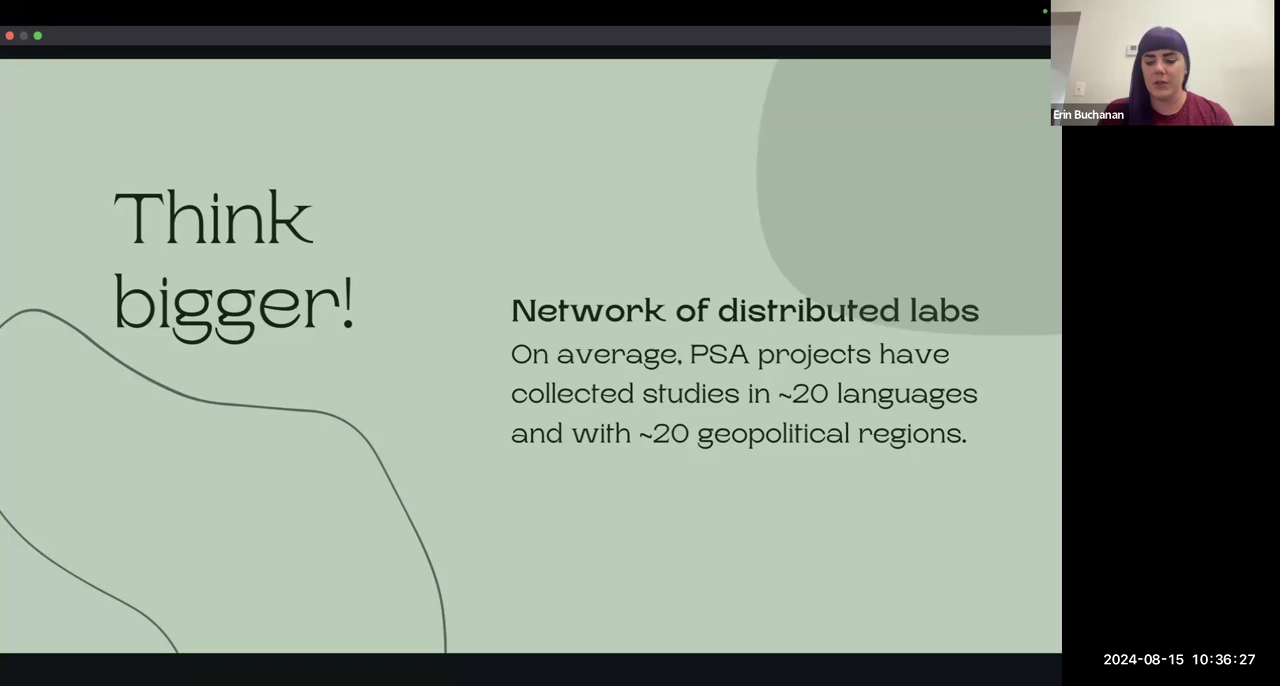 Think
bigger!
Network of distributed labs
On average, PSA projects have
collected studies in ~20 languages
and with ~20 geopolitical regions.
Erin Buchanan
2024-08-15 10:36:27